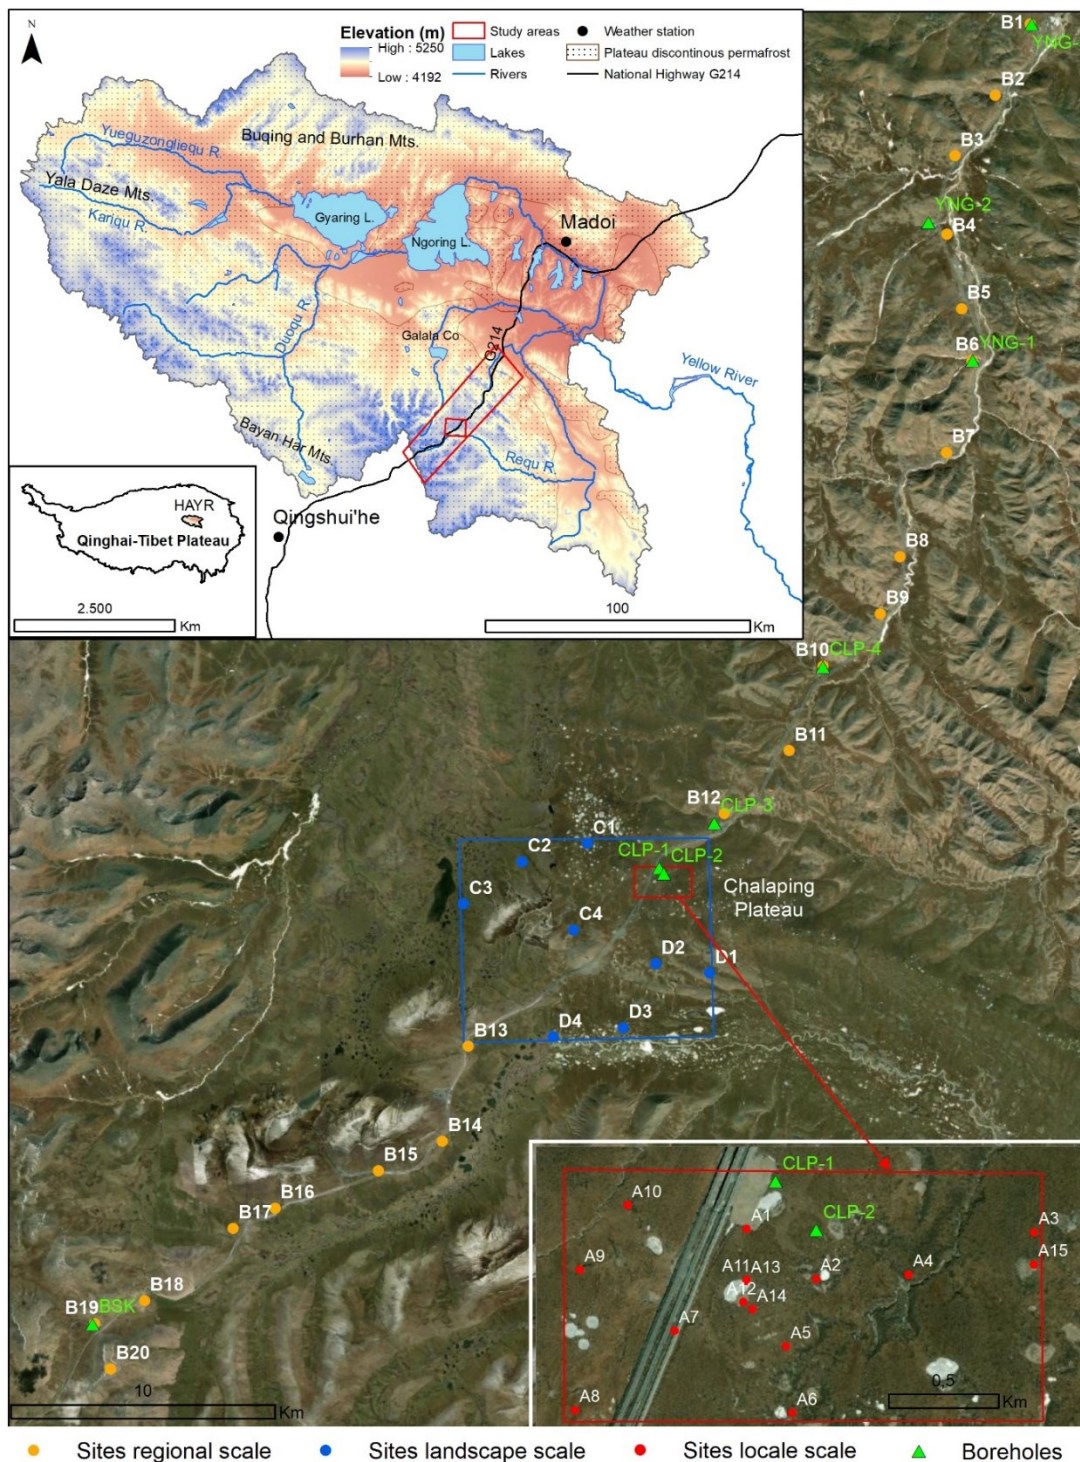 N
Elevation (m)
High : 5250
Low : 4192
Study areas
Lakes
Rivers
Weather station
Plateau discontinous permafrost
National Highway G214
Buqing and Burhan Mts.
Yueguzongliequ R.
Yala Daze Mts.
Kariqu R.
Gyaring L.
Ngoring L.
Madoi
Duoqu R.
Galala Co
G214
Yellow River
Bayan Har Mts.
Requ R.
Qingshui'he
HAYR
Qinghai-Tibet Plateau
2.500
Km
100
Km
B1
YNG-
B2
B3
YNG-2
B4
B5
B6
YNG-1
B7
B8
B9
B10
CLP-4
B11
B12
CLP-3
C1
CLP-1
C2
CLP-2
C3
Chalaping
Plateau
C4
D2
D1
D3
D4
B13
B14
B15
B16
B17
B18
B19
BSK
B20
10
Km
CLP-1
A10
CLP-2
A1
A3
A9
A11
A13
A2
A4
A15
A12
A14
A7
A5
A8
A6
0,5
Km
Sites regional scale
Sites landscape scale
Sites locale scale
Boreholes